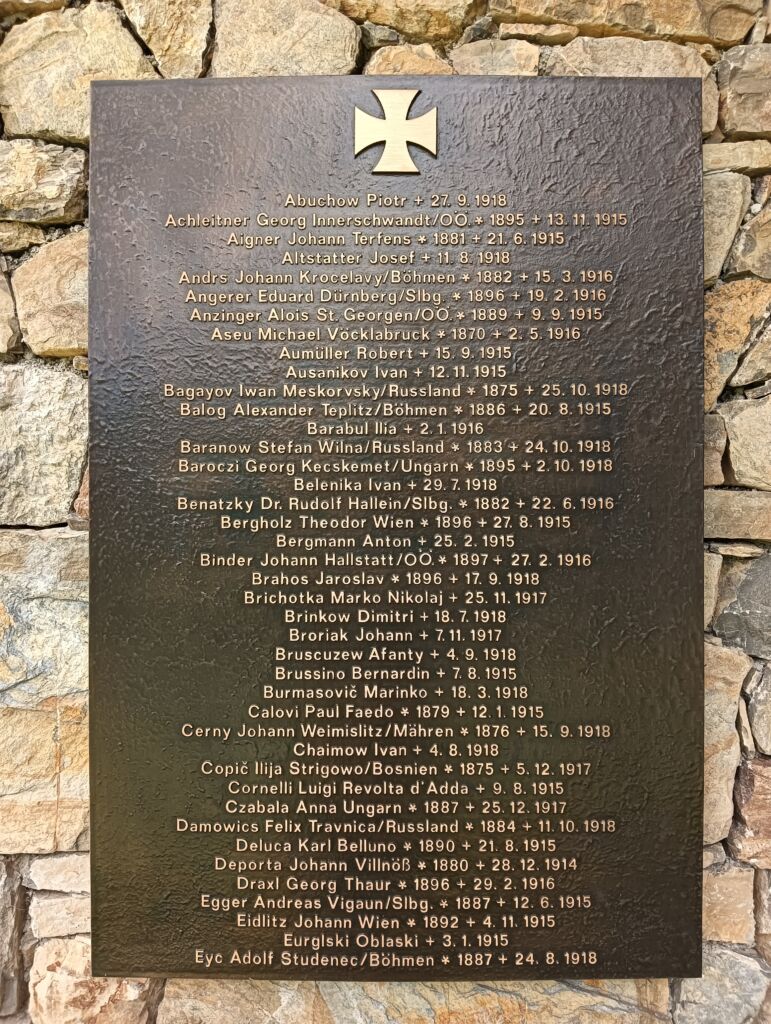 Abuchow Piotr + 27. 9. 1918
Achleitner Georg Innerschwandt/OÖ. * 1895 + 13. 11. 1915
Aigner Johann Terfens * 1881 + 21. 6. 1915
Altstatter Josef + 11. 8. 1918
Andrs Johann Krocelavy/Böhmen * 1882 + 15. 3. 1916
Angerer Eduard Dürnberg/Slbg. * 1896 + 19. 2. 1916
Anzinger Alois St. Georgen/OÖ. * 1889 + 9. 9. 1915
Aseu Michael Vöcklabruck * 1870 + 2. 5. 1916
Aumüller Robert + 15. 9. 1915
Ausanikov Ivan + 12. 11. 1915
Bagayov Iwan Meskorvsky/Russland * 1875 + 25. 10. 1918
Balog Alexander Teplitz/Böhmen * 1886 + 20. 8. 1915
Barabul Ilia + 2. 1. 1916
Baranow Stefan Wilna/Russland * 1883 + 24. 10. 1918
Baroczi Georg Kecskemet/Ungarn * 1895 + 2. 10. 1918
Belenika Ivan + 29. 7. 1918
Benatzky Dr. Rudolf Hallein/Slbg. * 1882 + 22. 6. 1916
Bergholz Theodor Wien * 1896 + 27. 8. 1915
Bergmann Anton + 25. 2. 1915
Binder Johann Hallstatt/OÖ. * 1897 + 27. 2. 1916
Brahos Jaroslav * 1896 + 17. 9. 1918
Brichotka Marko Nikolaj + 25. 11. 1917
Brinkow Dimitri + 18. 7. 1918
Broriak Johann + 7. 11. 1917
Bruscuzew Afanty + 4. 9. 1918
Brussino Bernardin + 7. 8. 1915
Burmasovič Marinko + 18. 3. 1918
Calovi Paul Faedo * 1879 + 12. 1. 1915
Cerny Johann Weimislitz/Mähren * 1876 + 15. 9. 1918
Chaimow Ivan + 4. 8. 1918
Copič Ilija Strigowo/Bosnien * 1875 + 5. 12. 1917
Cornelli Luigi Revolta d'Adda + 9. 8. 1915
Czabala Anna Ungarn * 1887 + 25. 12. 1917
Damowics Felix Travnica/Russland * 1884 + 11. 10. 1918
Deluca Karl Belluno * 1890 + 21. 8. 1915
Deporta Johann Villnöß * 1880 + 28. 12. 1914
Draxl Georg Thaur * 1896 + 29. 2. 1916
Egger Andreas Vigaun/Slbg. * 1887 + 12. 6. 1915
Eidlitz Johann Wien * 1892 + 4. 11. 1915
Eurglski Oblaski + 3. 1. 1915
Eyc Adolf Studenec/Böhmen * 1887 + 24. 8. 1918